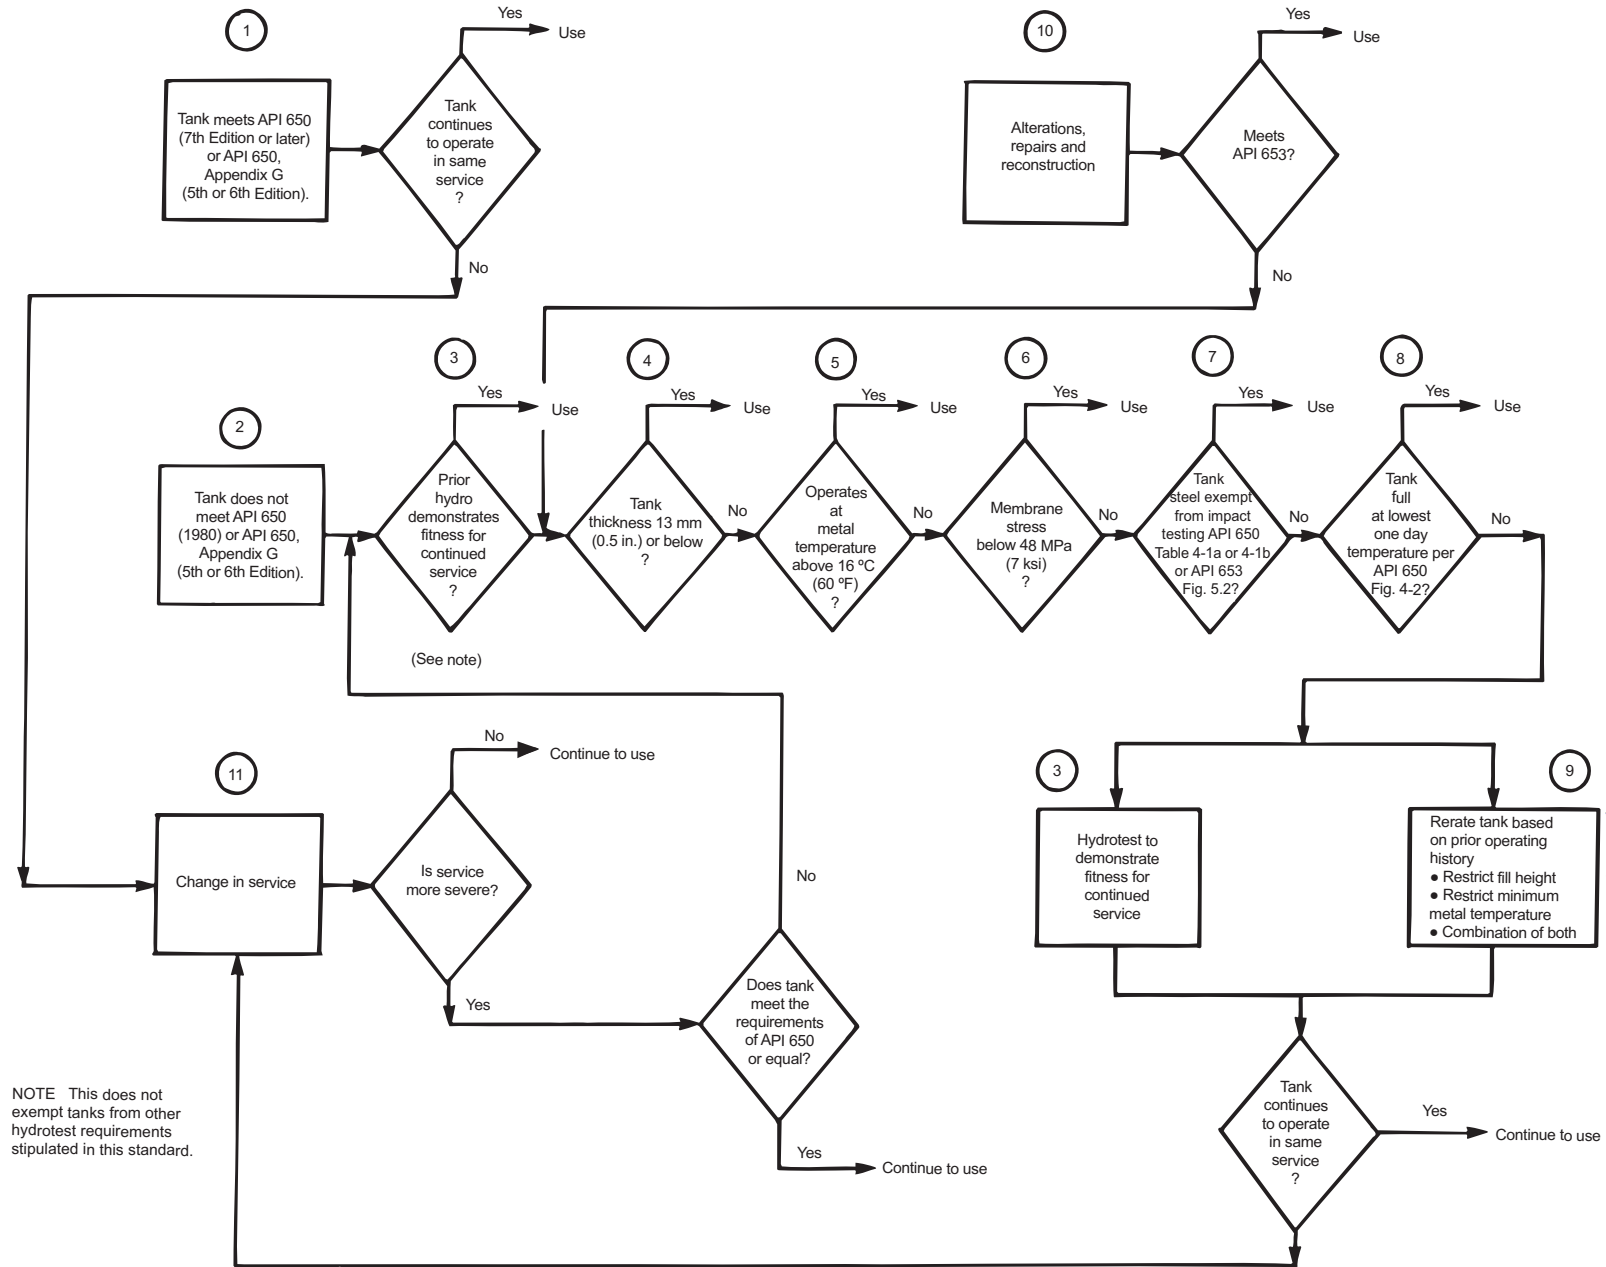 1
Yes
Use
Tank meets API 650
(7th Edition or later)
or API 650,
Appendix G
(5th or 6th Edition).
Tank
continues
to operate
in same
service
?
No
10
Yes
Use
Alterations,
repairs and
reconstruction
Meets
API 653?
No
2
Tank does not
meet API 650
(1980) or API 650,
Appendix G
(5th or 6th Edition).
3
Yes
Use
Prior
hydro
demonstrates
fitness for
continued
service
?
(See note)
4
Yes
Use
Tank
thickness 13 mm
(0.5 in.) or below
?
No
5
Yes
Use
Operates
at
metal
temperature
above 16 ºC
(60 ºF)
?
No
6
Yes
Use
Membrane
stress
below 48 MPa
(7 ksi)
?
No
7
Yes
Use
Tank
steel exempt
from impact
testing API 650
Table 4-1a or 4-1b
or API 653
Fig. 5.2?
No
8
Yes
Use
Tank
full
at lowest
one day
temperature per
API 650
Fig. 4-2?
No
11
Change in service
No
Continue to use
Is service
more severe?
Yes
No
Does tank
meet the
requirements
of API 650
or equal?
Yes
Continue to use
3
Hydrotest to
demonstrate
fitness for
continued
service
9
Rerate tank based
on prior operating
history
● Restrict fill height
● Restrict minimum
metal temperature
● Combination of both
Tank
continues
to operate
in same
service
?
Yes
Continue to use
NOTE This does not
exempt tanks from other
hydrotest requirements
stipulated in this standard.